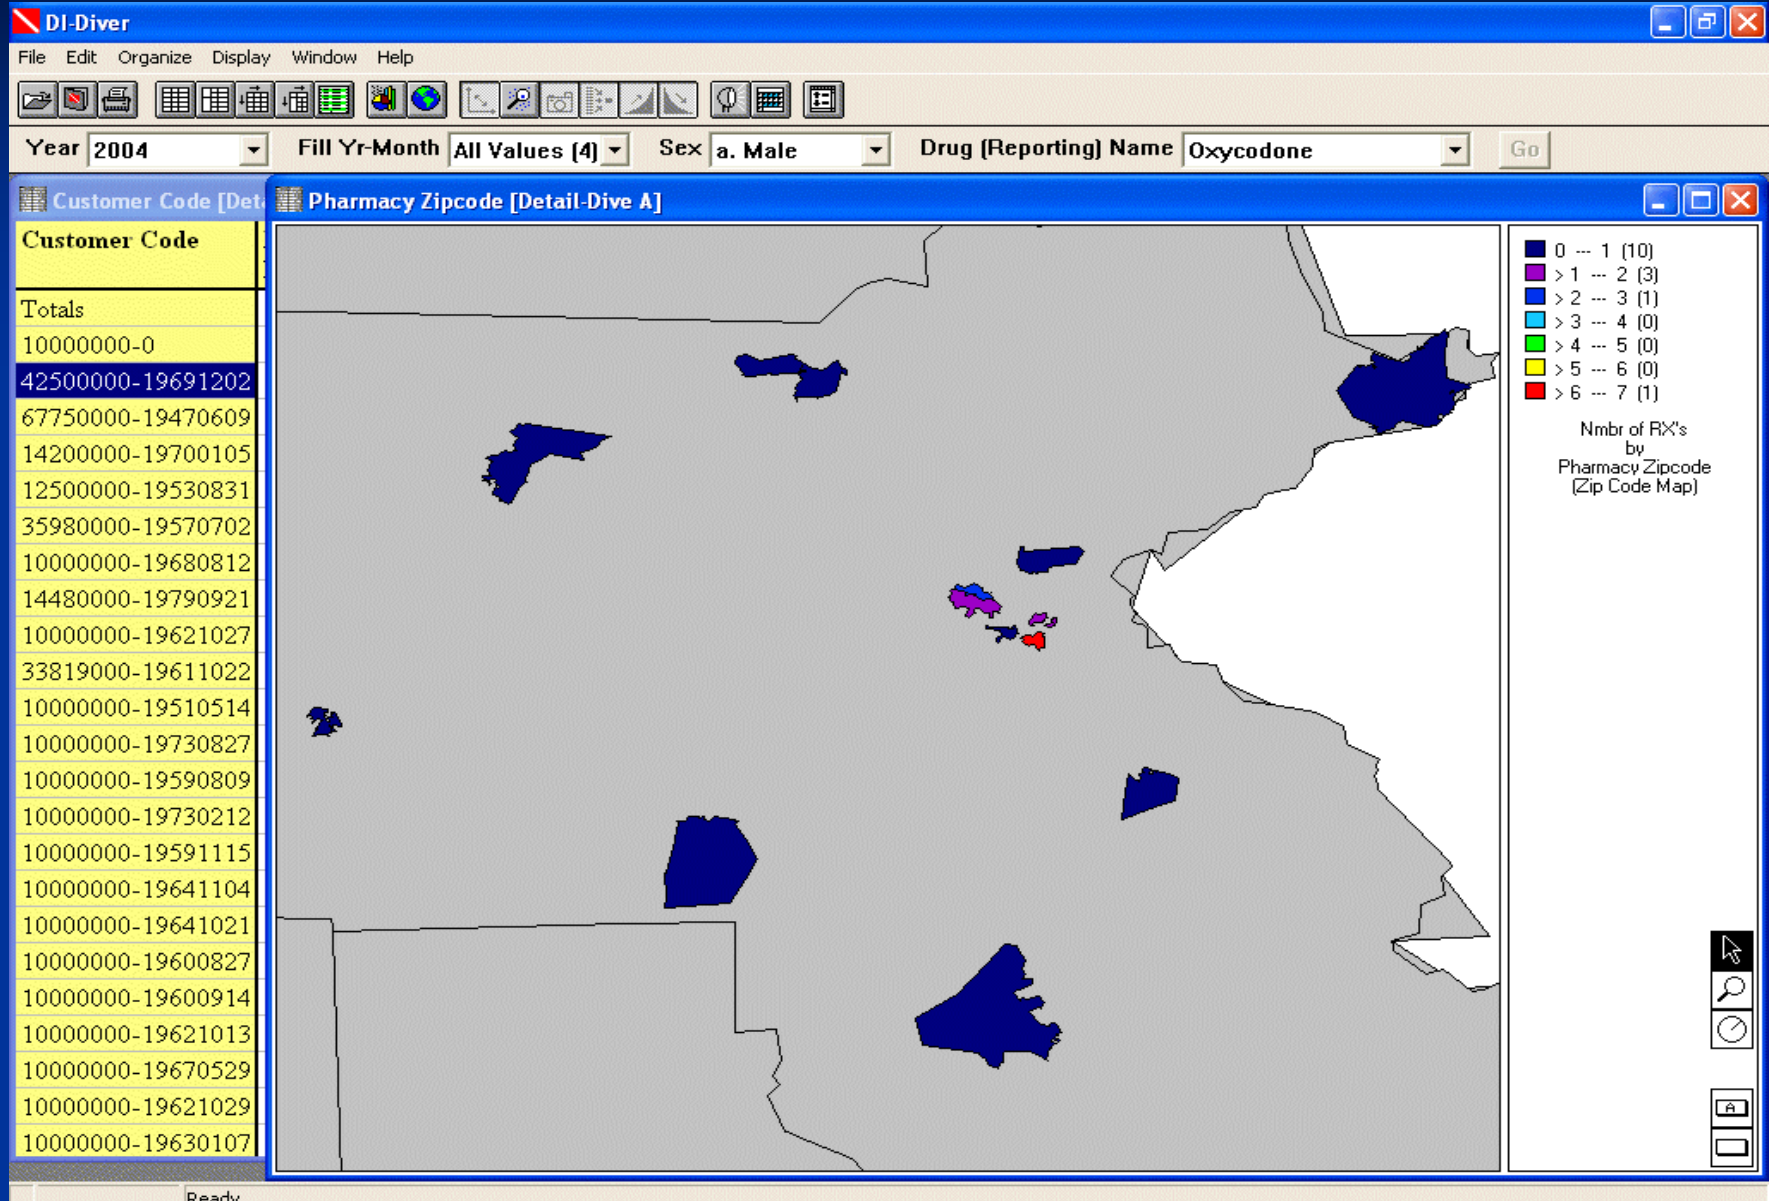 DI-Diver
File Edit Organize Display Window Help
Year 2004 Fill Yr-Month All Values (4) Sex a. Male Drug (Reporting) Name Oxycodone Go
Customer Code [Deta
Pharmacy Zipcode [Detail-Dive A]
Customer Code
Totals
10000000-0
42500000-19691202
67750000-19470609
14200000-19700105
12500000-19530831
35980000-19570702
10000000-19680812
14480000-19790921
10000000-19621027
33819000-19611022
10000000-19510514
10000000-19730827
10000000-19590809
10000000-19730212
10000000-19591115
10000000-19641104
10000000-19641021
10000000-19600827
10000000-19600914
10000000-19621013
10000000-19670529
10000000-19621029
10000000-19630107
0 --- 1 (10)
> 1 --- 2 (3)
> 2 --- 3 (1)
> 3 --- 4 (0)
> 4 --- 5 (0)
> 5 --- 6 (0)
> 6 --- 7 (1)
Nmbr of RX's
by
Pharmacy Zipcode
(Zip Code Map)
A
Ready